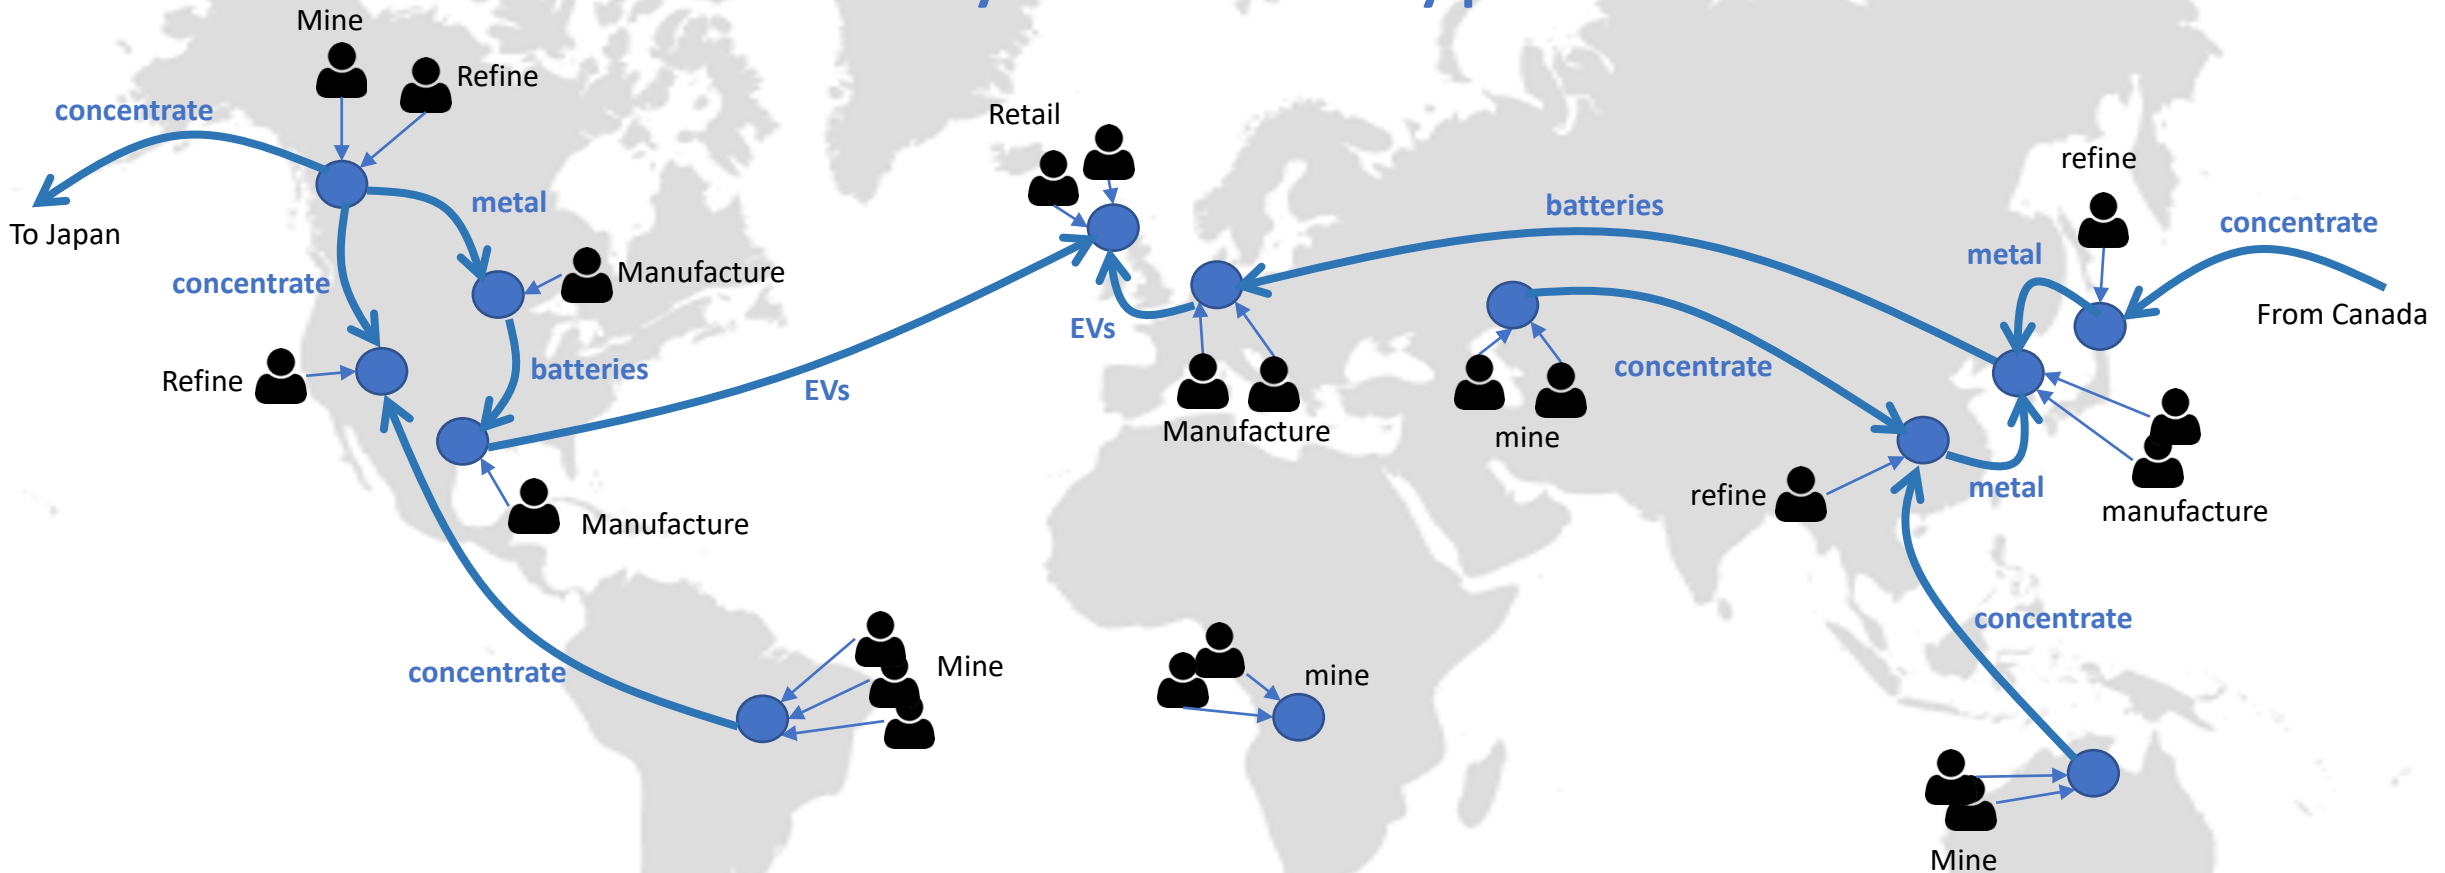 Mine
Refine
concentrate
To Japan
metal
concentrate
Manufacture
Refine
batteries
EVs
Manufacture
concentrate
Mine
Retail
EVs
Manufacture
batteries
mine
concentrate
mine
refine
metal
concentrate
From Canada
refine
metal
manufacture
concentrate
Mine